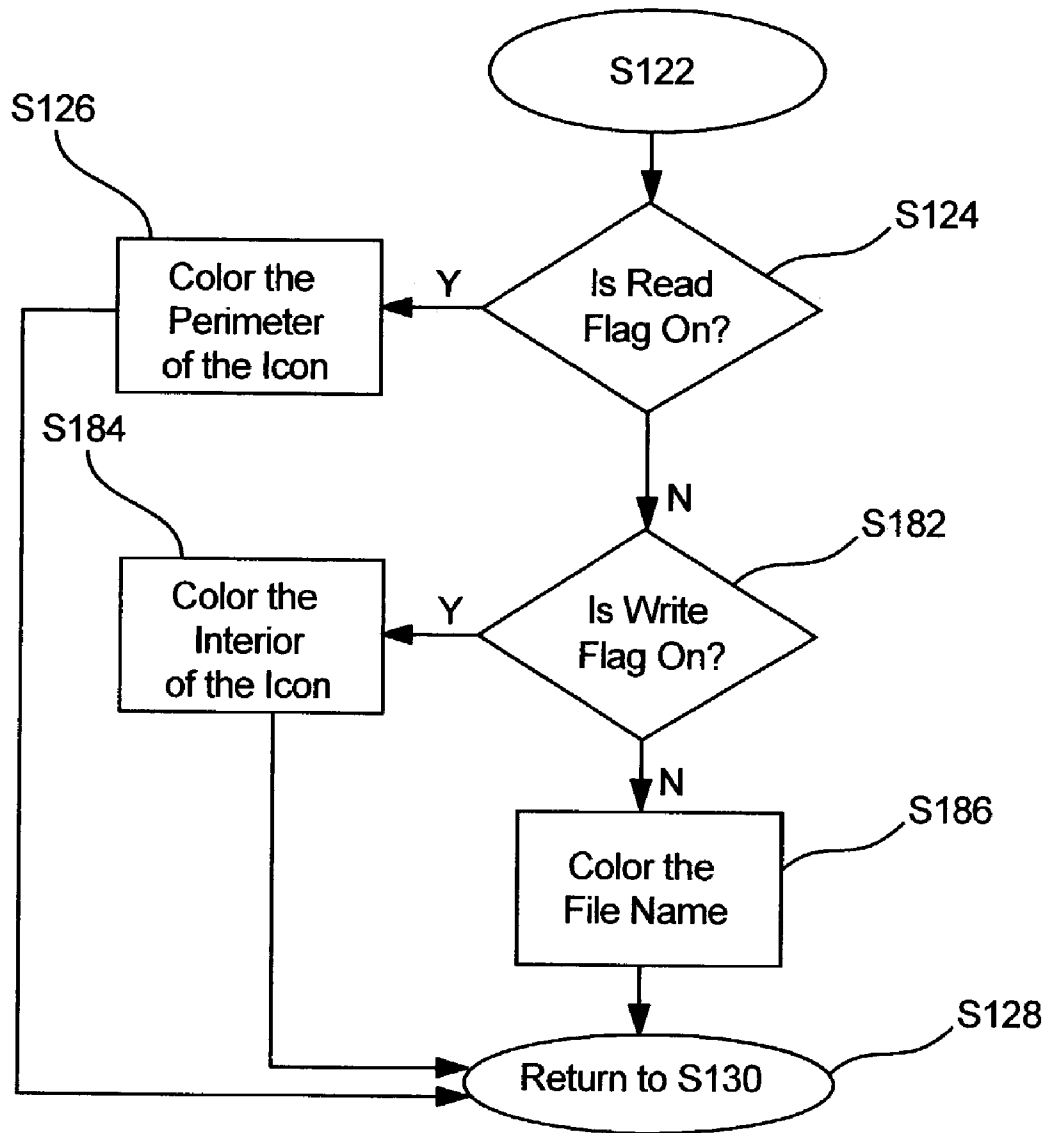 S122
S126
S124
Color the
Perimeter
of the Icon
Y
Is Read
Flag On?
S184
N
S182
Color the
Interior
of the Icon
Y
Is Write
Flag On?
N
S186
Color the
File Name
S128
Return to S130